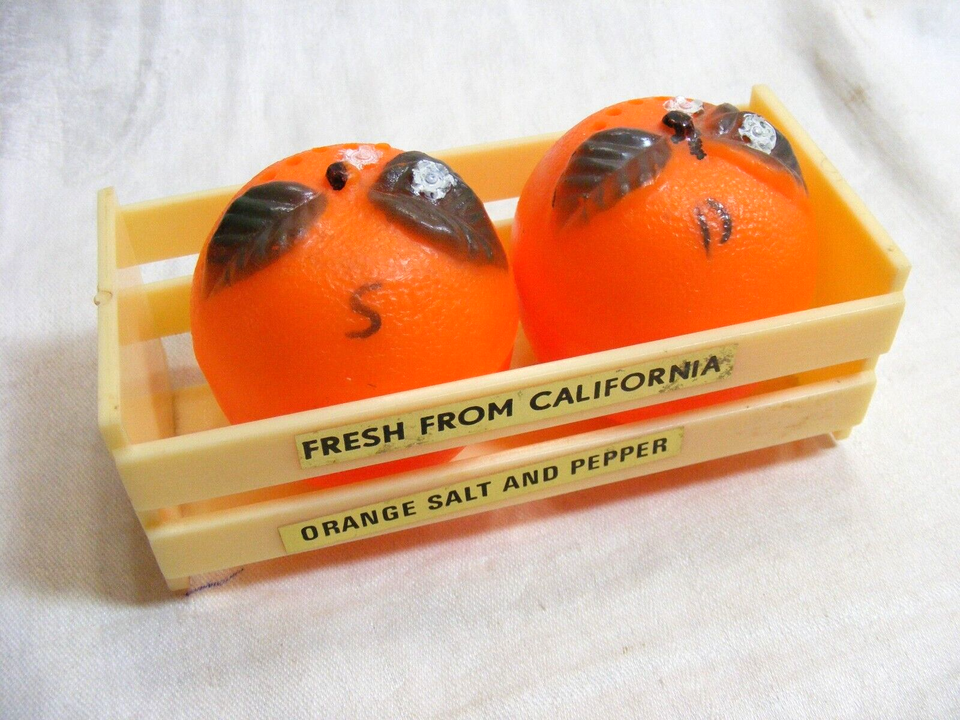 S
P
FRESH FROM CALIFORNIA
ORANGE SALT AND PEPPER